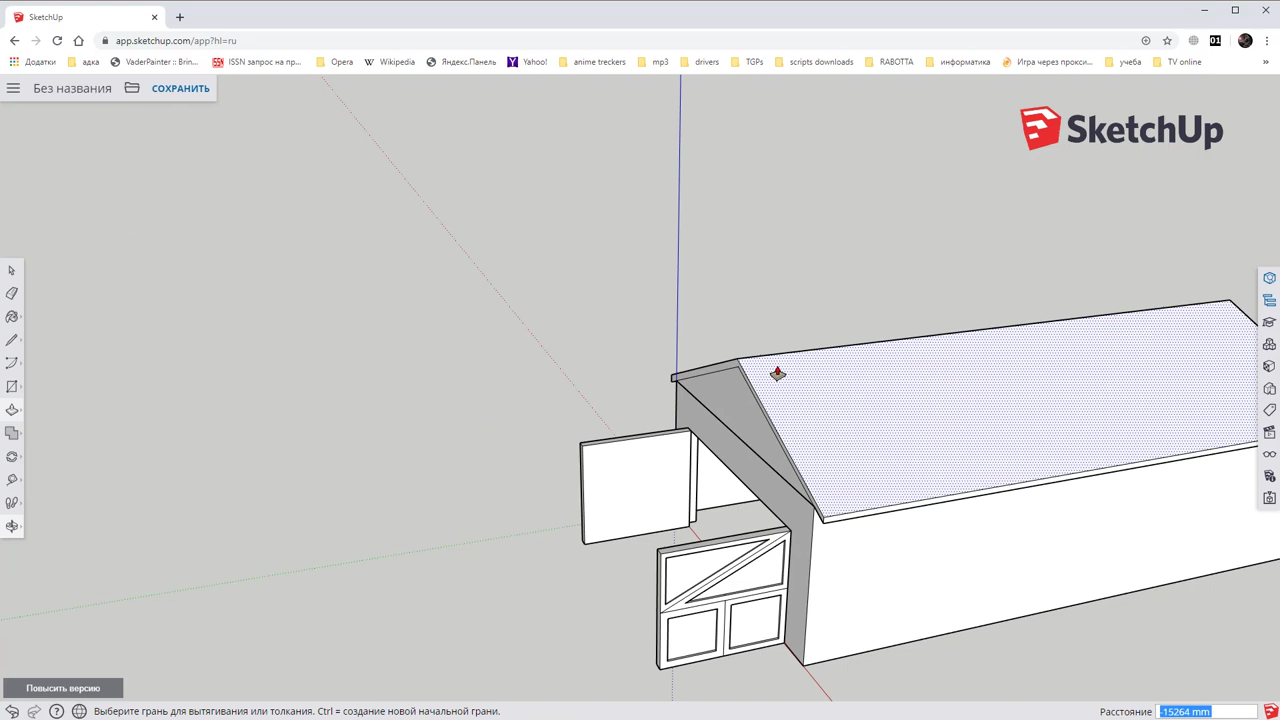 SketchUp
app.sketchup.com/app?hl=ru
Додатки
адка
VaderPainter :: Brin...
ISSN запрос на пр...
Opera
Wikipedia
Яндекс.Панель
Yahoo!
anime treckers
mp3
drivers
TGPs
scripts downloads
RABOTTA
информатика
Игра через прокси...
учеба
TV online
»
01
Без названия
СОХРАНИТЬ
SketchUp
Повысить версию
Выберите грань для вытягивания или толкания. Ctrl = создание новой начальной грани.
Расстояние
-15264 mm